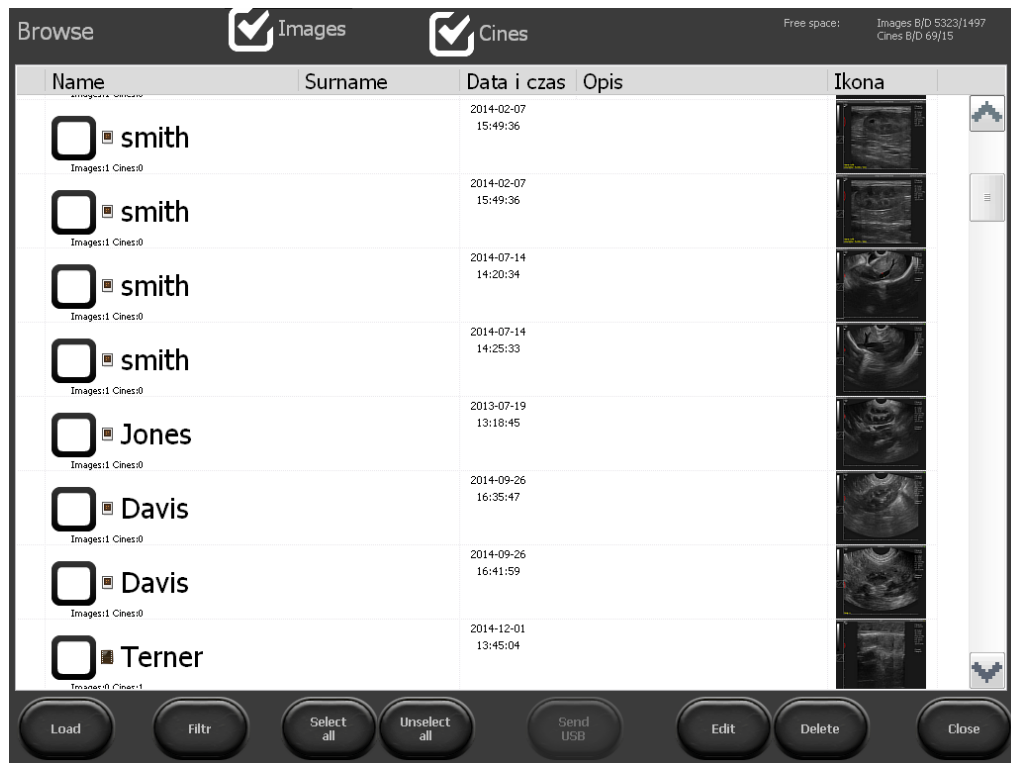 Browse
Images
Cines
Free space:
Images B/D 5323/1497
Cines B/D 69/15
Name
Surname
Data i czas
Opis
Ikona
smith
Images:1 Cines:0
2014-02-07
15:49:36
smith
Images:1 Cines:0
2014-02-07
15:49:36
smith
Images:1 Cines:0
2014-07-14
14:20:34
smith
Images:1 Cines:0
2014-07-14
14:25:33
Jones
Images:1 Cines:0
2013-07-19
13:18:45
Davis
Images:1 Cines:0
2014-09-26
16:35:47
Davis
Images:1 Cines:0
2014-09-26
16:41:59
Terner
Images:0 Cines:1
2014-12-01
13:45:04
Load
Filtr
Select
all
Unselect
all
Send
USB
Edit
Delete
Close